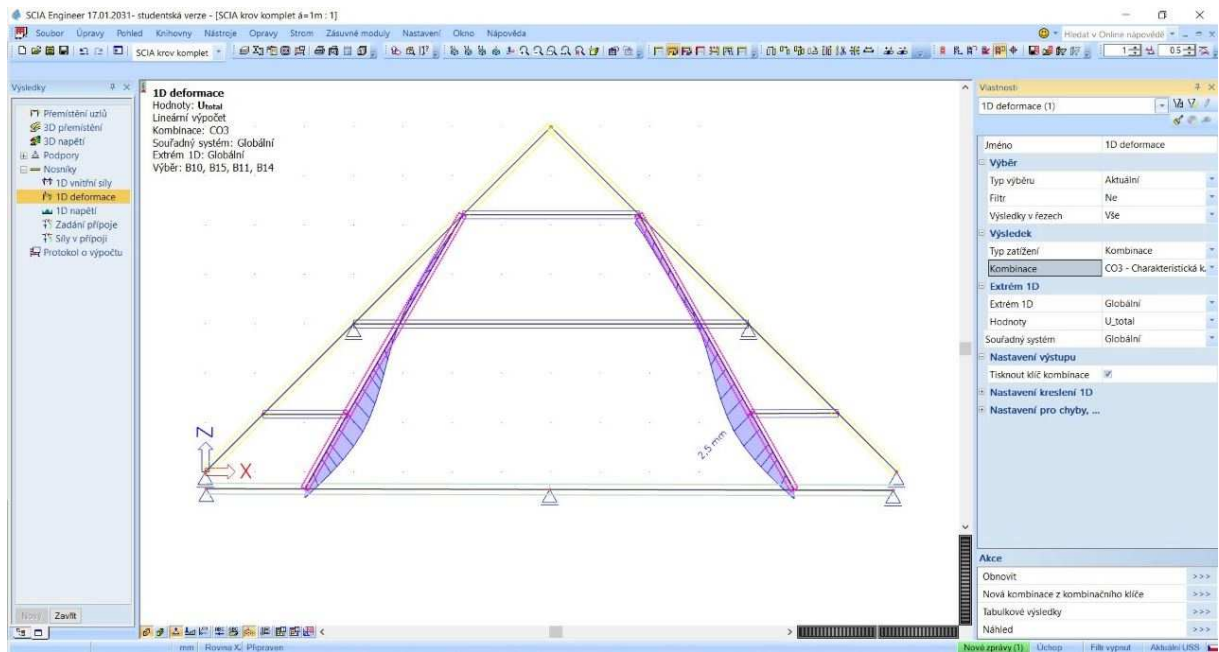 SCIA Engineer 17.01.2031- studentská verze - [SCIA krov komplet á=1m : 1]
Soubor Úpravy Pohled Knihovny Nástroje Opravy Strom Zásuvné moduly Nastavení Okno Nápověda
Hledat v Online nápovědě
SCIA krov komplet
1
0.5
Výsledky
Přemístění uzlů
3D přemístění
3D napětí
Podpory
Nosníky
1D vnitřní síly
1D deformace
1D napětí
Zadání přípoje
Síly v přípoji
Protokol o výpočtu
Nový Zavřít
1D deformace
Hodnoty: Utotal
Lineární výpočet
Kombinace: CO3
Souřadný systém: Globální
Extrém 1D: Globální
Výběr: B10, B15, B11, B14
Z
X
2,5 mm
Vlastnosti
1D deformace (1)
Jméno 1D deformace
Výběr
Typ výběru Aktuální
Filtr Ne
Výsledky v řezech Vše
Výsledek
Typ zatížení Kombinace
Kombinace CO3 - Charakteristická k.
Extrém 1D
Extrém 1D Globální
Hodnoty U_total
Souřadný systém Globální
Nastavení výstupu
Tisknout klíč kombinace
Nastavení kreslení 1D
Nastavení pro chyby, ...
Akce
Obnovit >>>
Nová kombinace z kombinačního klíče >>>
Tabulkové výsledky >>>
Náhled >>>
mm Rovina X Připraven Nové zprávy (1) Úchop Filtr vypnut Aktuální USS